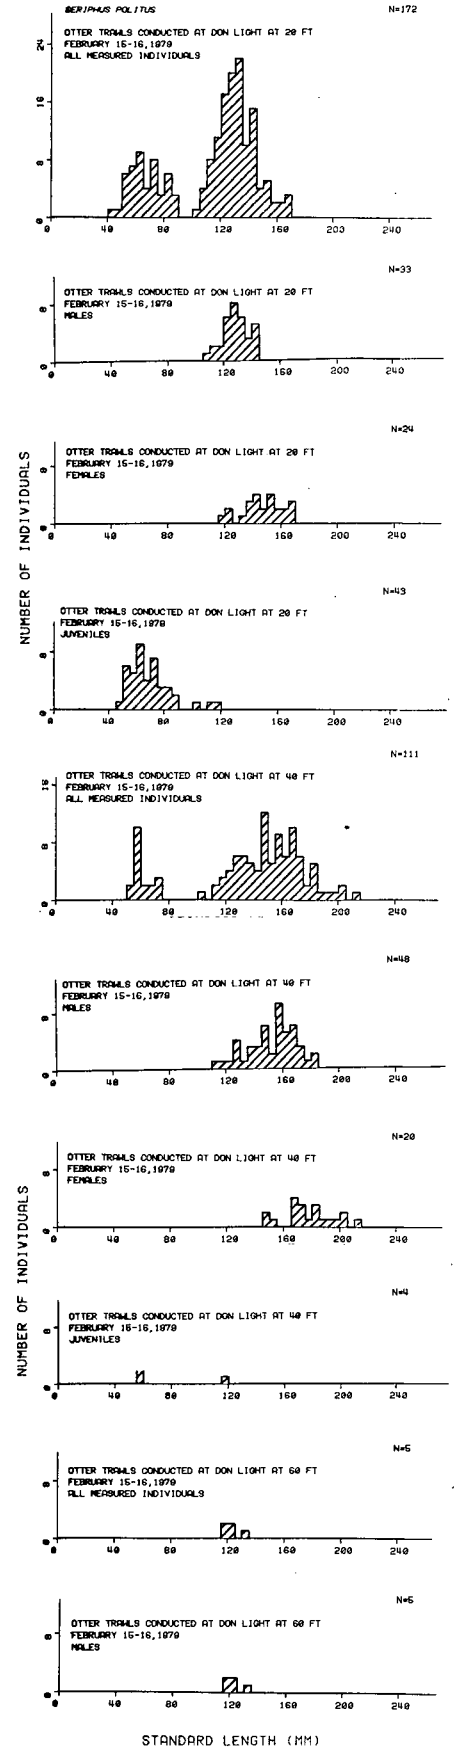 SERIPHUS POLITUS
N=172
OTTER TRAWLS CONDUCTED AT DON LIGHT AT 20 FT
FEBRUARY 15-16,1979
ALL MEASURED INDIVIDUALS
24
16
8
0
0 40 80 120 160 200 240
N=33
OTTER TRAWLS CONDUCTED AT DON LIGHT AT 20 FT
FEBRUARY 15-16,1979
MALES
8
0
0 40 80 120 160 200 240
N=24
OTTER TRAWLS CONDUCTED AT DON LIGHT AT 20 FT
FEBRUARY 15-16,1979
FEMALES
8
0
0 40 80 120 160 200 240
NUMBER OF INDIVIDUALS
N=43
OTTER TRAWLS CONDUCTED AT DON LIGHT AT 20 FT
FEBRUARY 15-16,1979
JUVENILES
8
0
0 40 80 120 160 200 240
N=111
OTTER TRAWLS CONDUCTED AT DON LIGHT AT 40 FT
FEBRUARY 15-16,1979
ALL MEASURED INDIVIDUALS
16
8
0
0 40 80 120 160 200 240
N=48
OTTER TRAWLS CONDUCTED AT DON LIGHT AT 40 FT
FEBRUARY 15-16,1979
MALES
8
0
0 40 80 120 160 200 240
N=20
OTTER TRAWLS CONDUCTED AT DON LIGHT AT 40 FT
FEBRUARY 15-16,1979
FEMALES
8
0
0 40 80 120 160 200 240
NUMBER OF INDIVIDUALS
N=4
OTTER TRAWLS CONDUCTED AT DON LIGHT AT 40 FT
FEBRUARY 15-16,1979
JUVENILES
8
0
0 40 80 120 160 200 240
N=5
OTTER TRAWLS CONDUCTED AT DON LIGHT AT 60 FT
FEBRUARY 15-16,1979
ALL MEASURED INDIVIDUALS
8
0
0 40 80 120 160 200 240
N=5
OTTER TRAWLS CONDUCTED AT DON LIGHT AT 60 FT
FEBRUARY 15-16,1979
MALES
8
0
0 40 80 120 160 200 240
STANDARD LENGTH (MM)